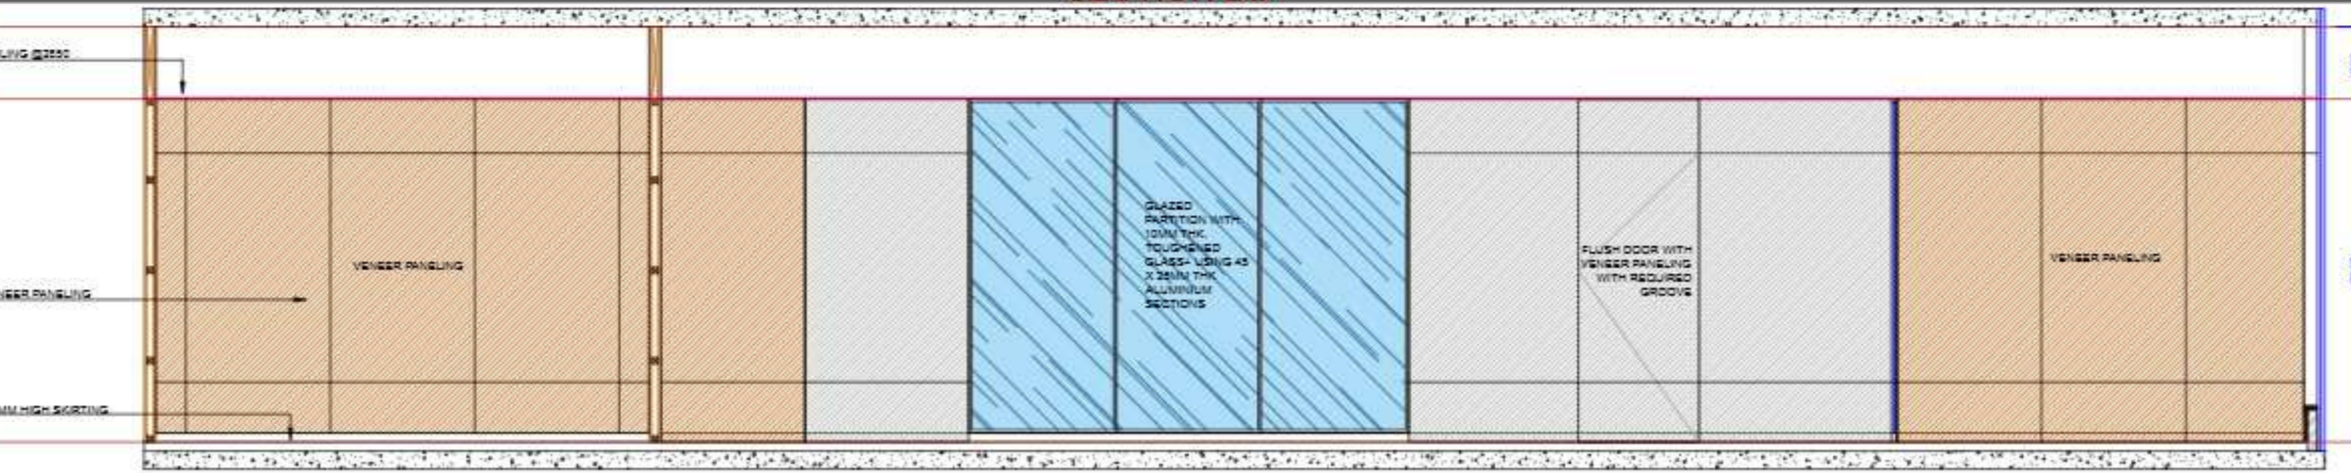 LING @2850
NEER PANELING
MM HIGH SKIRTING
VENEER PANELING
GLAZED
PARTITION WITH
10MM THK.
TOUGHENED
GLASS- USING 45
X 25MM THK
ALUMINIUM
SECTIONS
FLUSH DOOR WITH
VENEER PANELING
WITH REQUIRED
GROOVE
VENEER PANELING